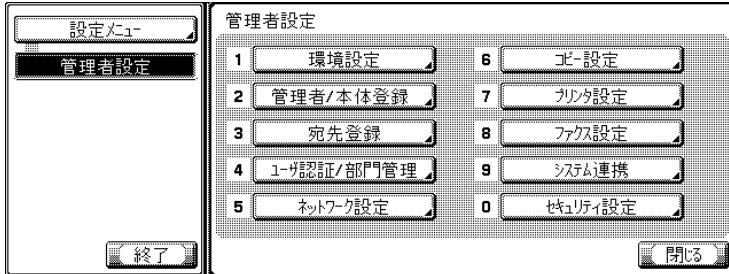 設定ﾒﾆｭｰ
管理者設定
終了
管理者設定
1 環境設定
2 管理者/本体登録
3 宛先登録
4 ﾕｰｻﾞ認証/部門管理
5 ﾈｯﾄﾜｰｸ設定
6 ｺﾋﾟｰ設定
7 ﾌﾟﾘﾝﾀ設定
8 ﾌｧｸｽ設定
9 ｼｽﾃﾑ連携
0 ｾｷｭﾘﾃｨ設定
閉じる